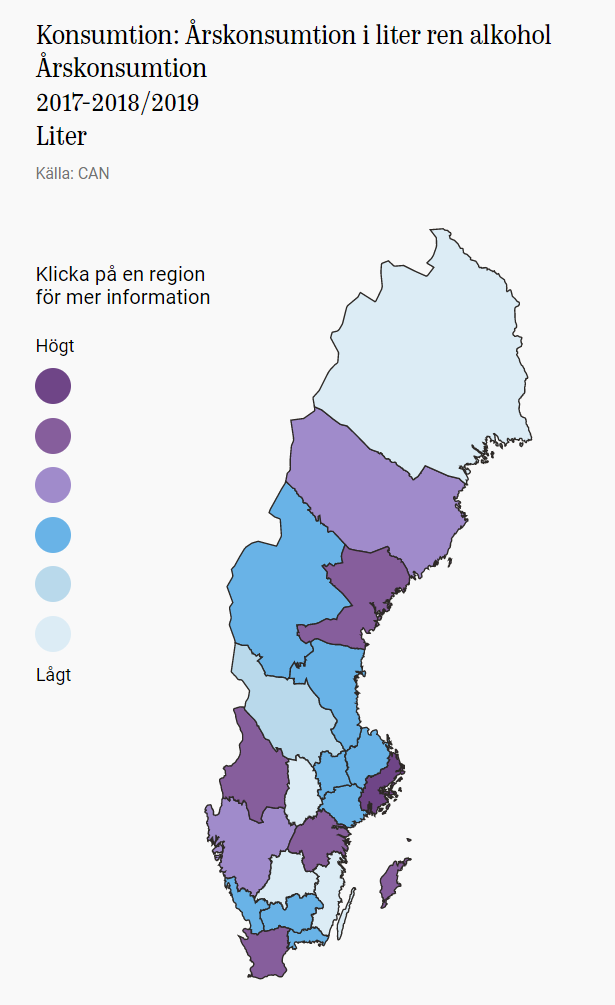 Konsumtion: Årskonsumtion i liter ren alkohol
Årskonsumtion
2017-2018/2019
Liter
Källa: CAN
Klicka på en region
för mer information
Högt
Lågt